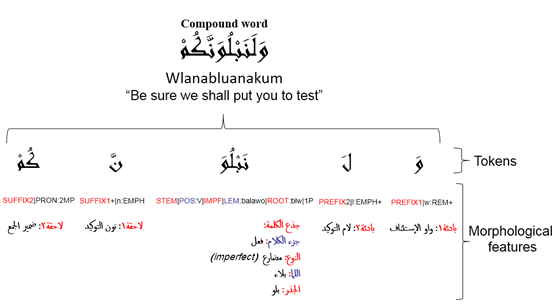 Compound word
وَلَنَبْلُوَنَّكُمْ
Wlanabluanakum
“Be sure we shall put you to test”
وَ لَ نَبْلُوَ نَّ كُمْ
Tokens
SUFFIX2|PRON:2MP SUFFIX1+|n:EMPH STEM|POS:V|IMPF|LEM:balawo|ROOT:blw|1P PREFIX2|l:EMPH+ PREFIX1|w:REM+
بادئة١: واو الإستئناف بادئة٢: لام التوكيد جذع الكلمة: لاحقة١: نون التوكيد لاحقة٢: ضمير الجمع
جزء الكلام: فعل
النوع: مضارع (imperfect)
اللما: بلاء
الجذر: بلو
Morphological
features